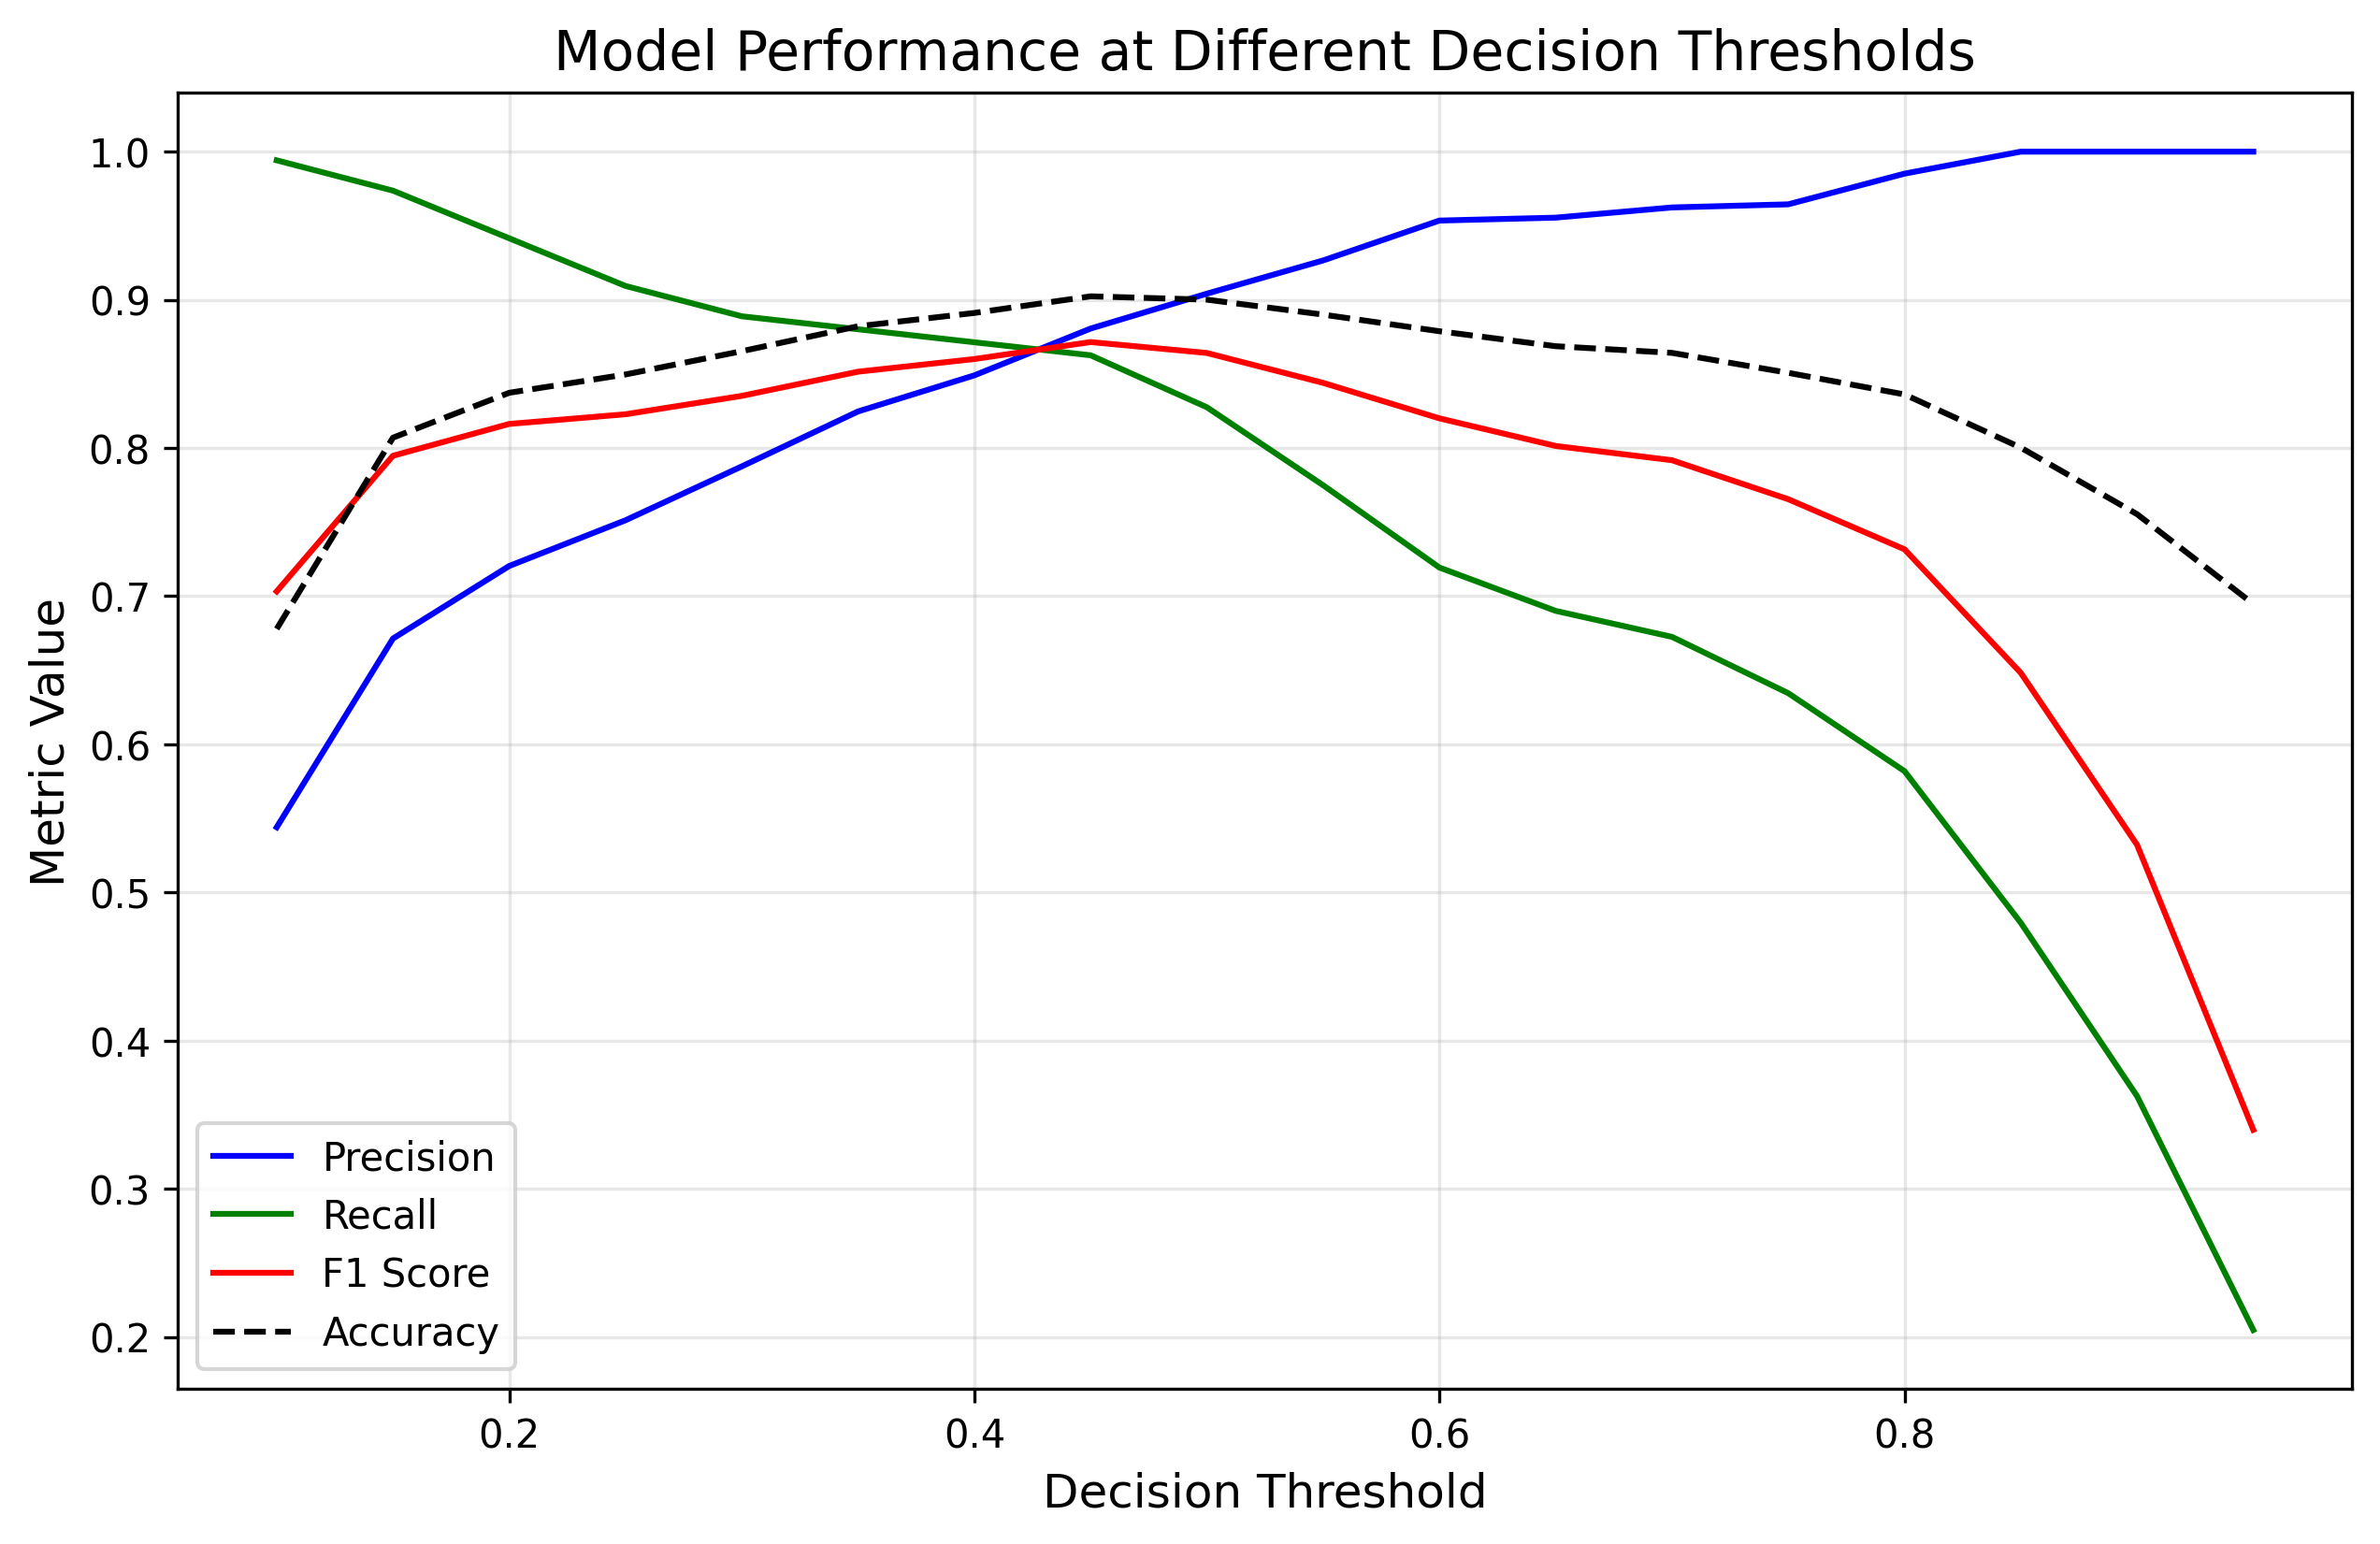 Model Performance at Different Decision Thresholds
Metric Value
1.0
0.9
0.8
0.7
0.6
0.5
0.4
0.3
0.2
Precision
Recall
F1 Score
Accuracy
0.2
0.4
0.6
0.8
Decision Threshold